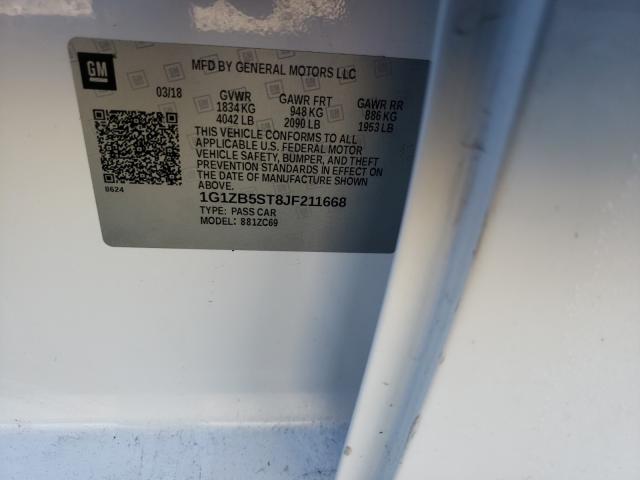 GM
MFD BY GENERAL MOTORS LLC
03/18 GVWR GAWR FRT GAWR RR
1834 KG 948 KG 886 KG
4042 LB 2090 LB 1953 LB
THIS VEHICLE CONFORMS TO ALL
APPLICABLE U.S. FEDERAL MOTOR
VEHICLE SAFETY, BUMPER, AND THEFT
PREVENTION STANDARDS IN EFFECT ON
THE DATE OF MANUFACTURE SHOWN
ABOVE.
8624
1G1ZB5ST8JF211668
TYPE: PASS CAR
MODEL: 881ZC69